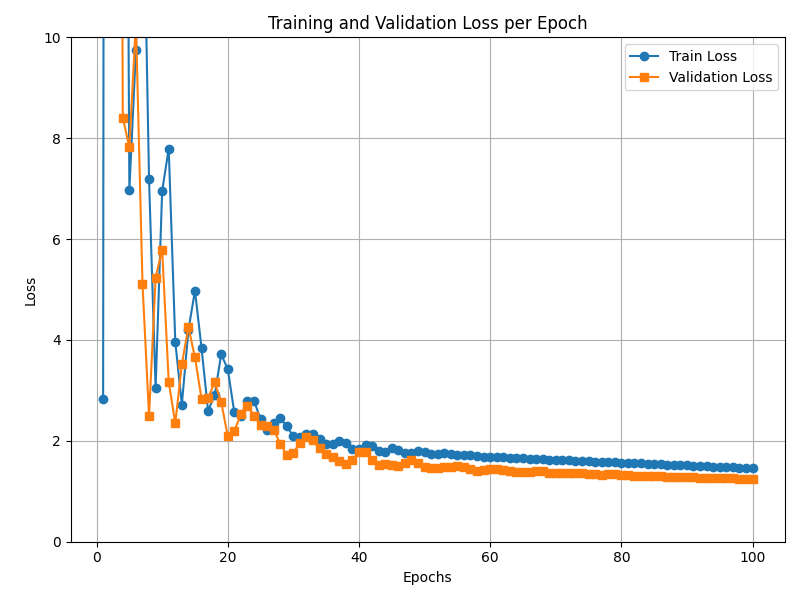 Training and Validation Loss per Epoch
Train Loss
Validation Loss
Loss
10
8
6
4
2
0
0 20 40 60 80 100
Epochs